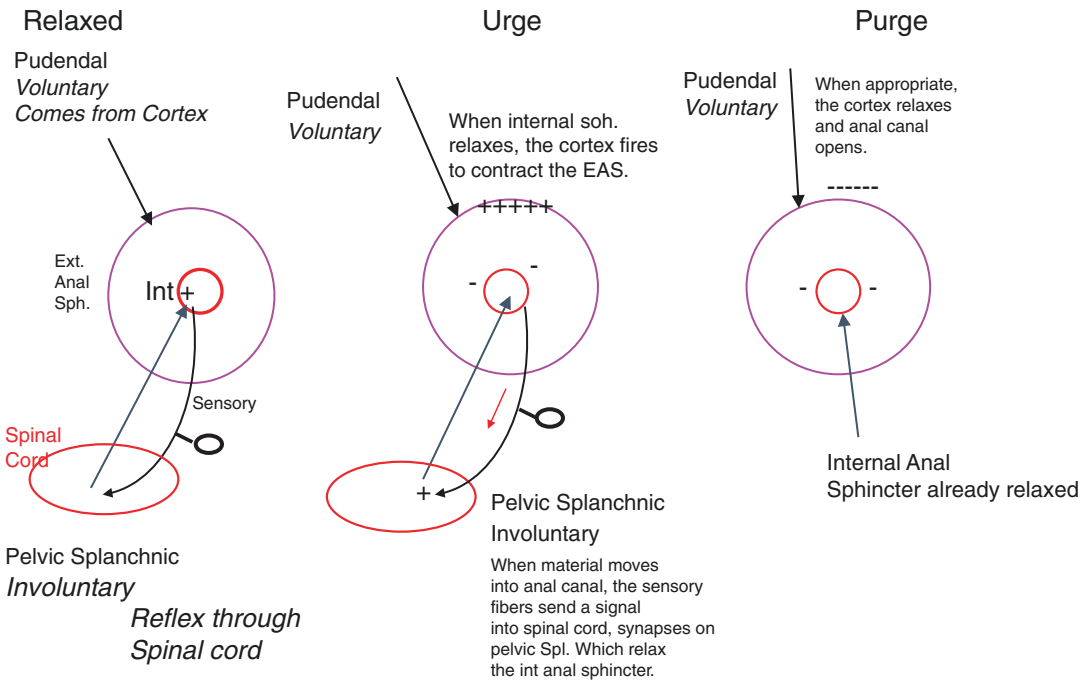 Relaxed
Pudendal
Voluntary
Comes from Cortex
Ext.
Anal
Sph.
Int +
Sensory
Spinal
Cord
Pelvic Splanchnic
Involuntary
Reflex through
Spinal cord
Urge
Pudendal
Voluntary
When internal soh.
relaxes, the cortex fires
to contract the EAS.
+++++
-
-
+
Pelvic Splanchnic
Involuntary
When material moves
into anal canal, the sensory
fibers send a signal
into spinal cord, synapses on
pelvic Spl. Which relax
the int anal sphincter.
Purge
Pudendal
Voluntary
When appropriate,
the cortex relaxes
and anal canal
opens.
------
- -
Internal Anal
Sphincter already relaxed